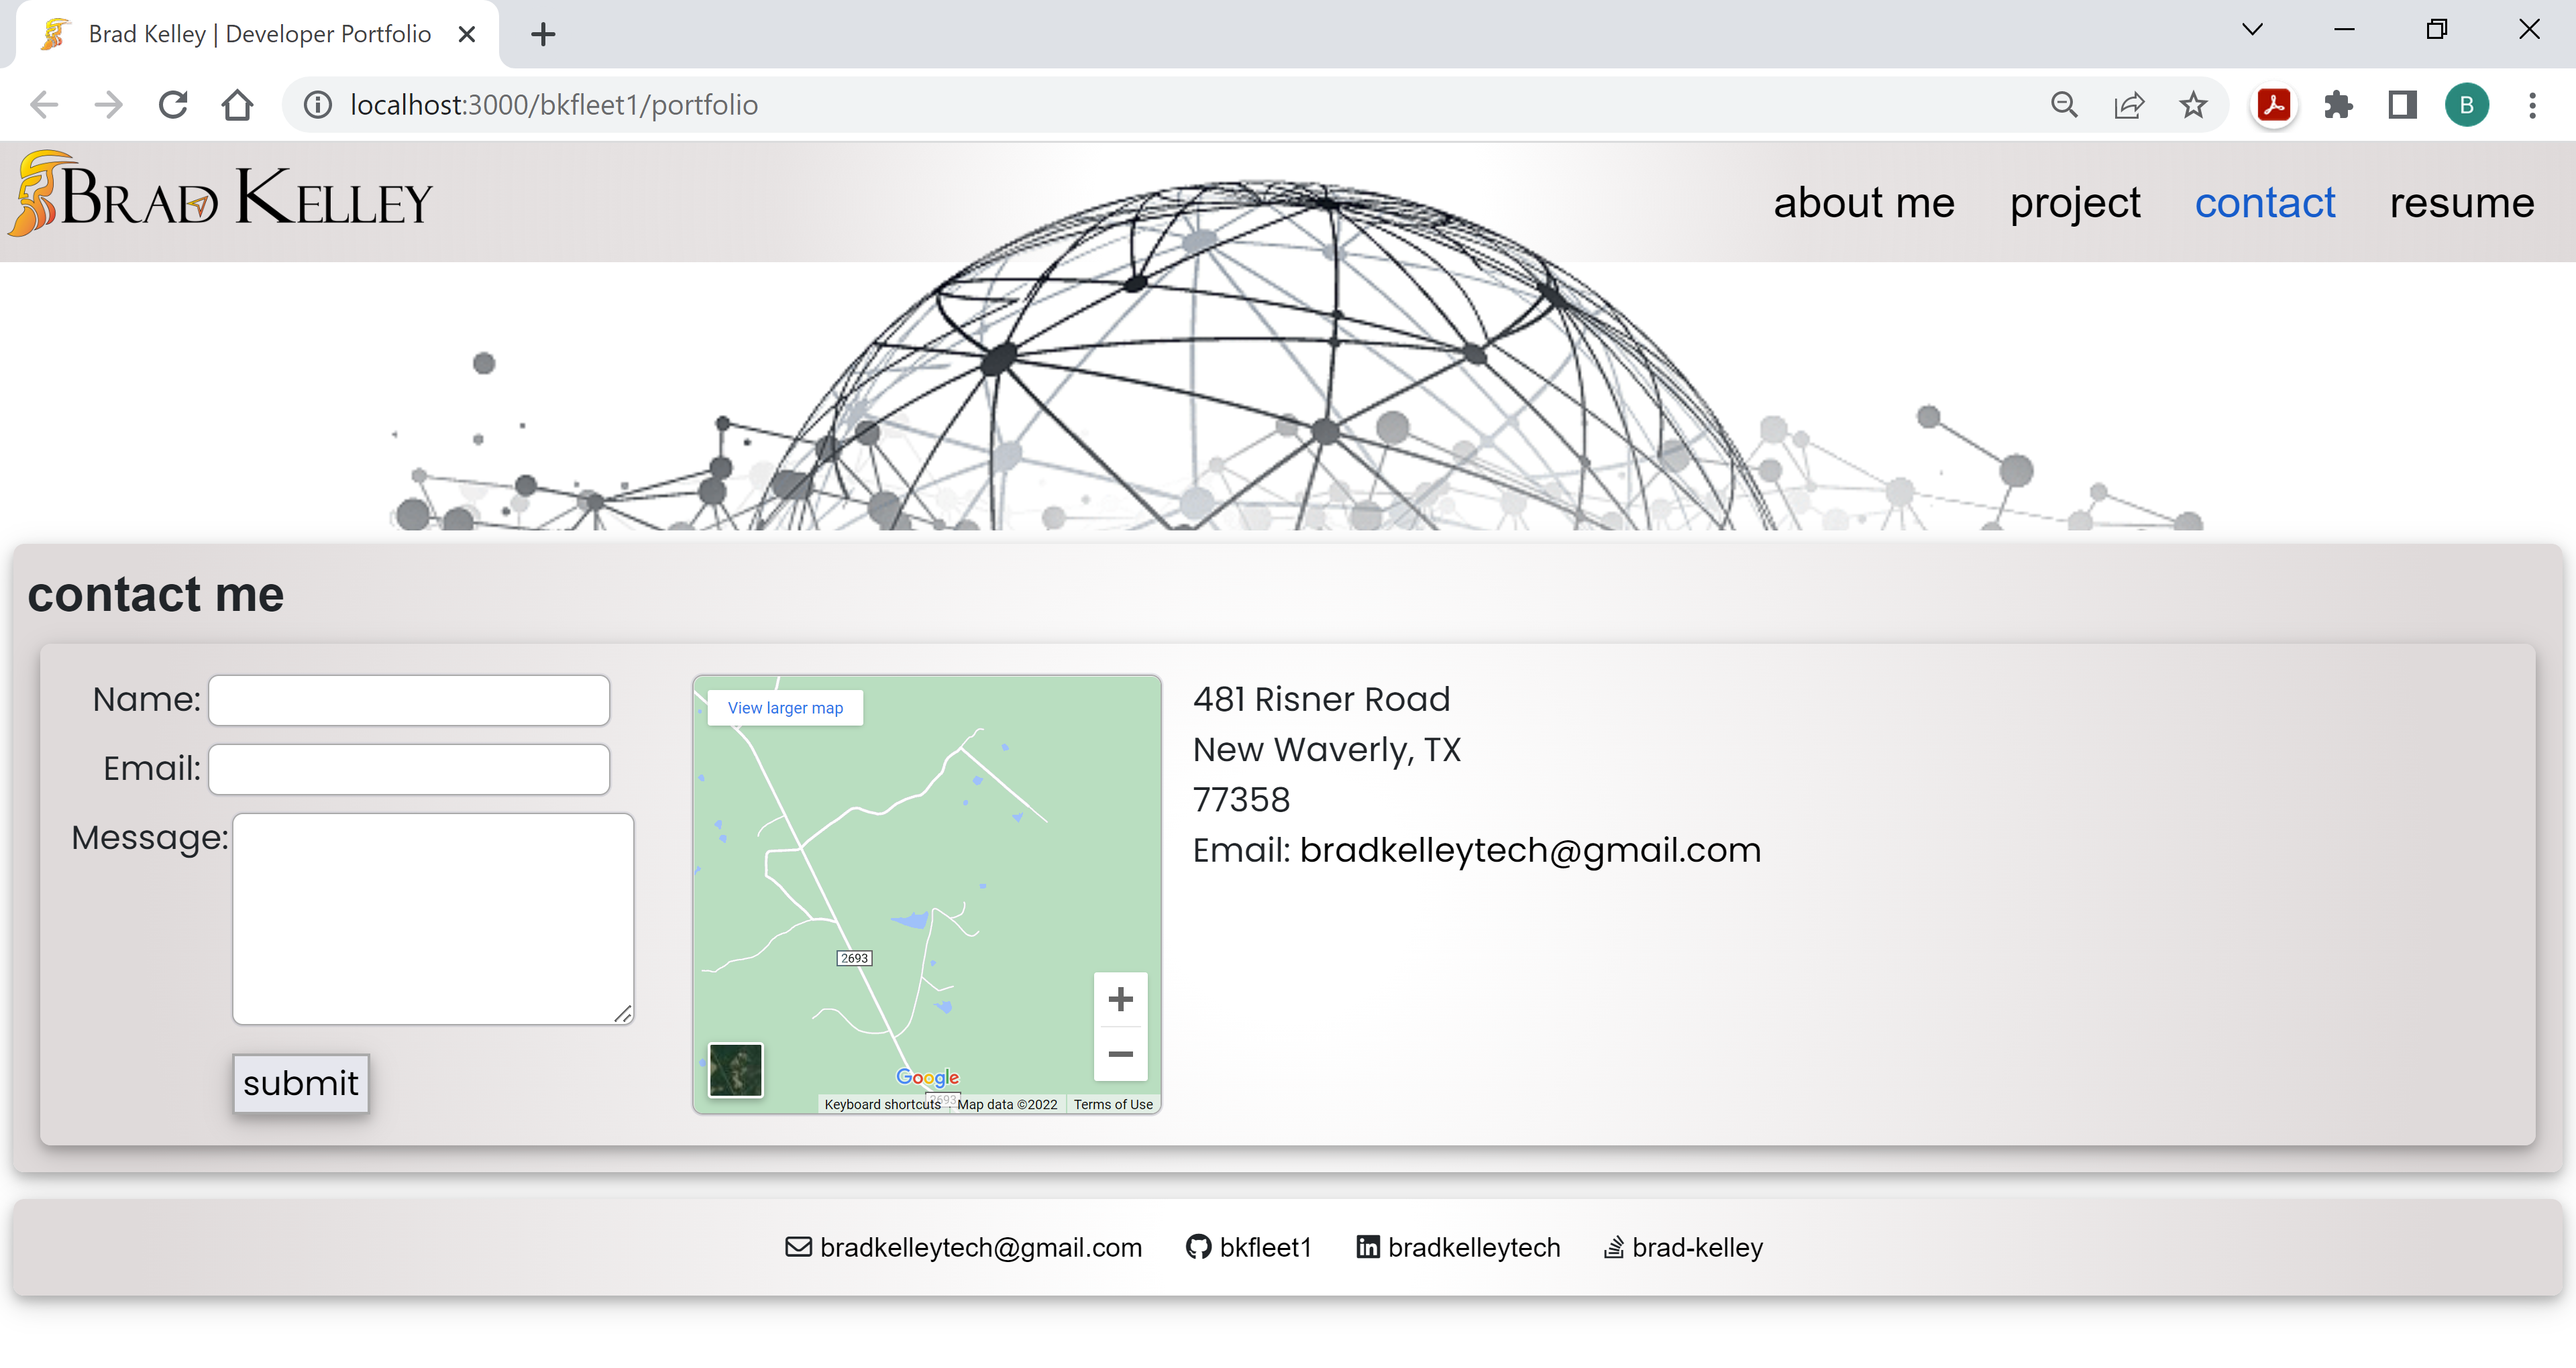 Brad Kelley | Developer Portfolio
localhost:3000/bkfleet1/portfolio
B
BRAD KELLEY
about me project contact resume
contact me
Name:
Email:
Message:
submit
View larger map
2693
Google
2693
Keyboard shortcuts Map data ©2022 Terms of Use
481 Risner Road
New Waverly, TX
77358
Email: bradkelleytech@gmail.com
bradkelleytech@gmail.com bkfleet1 bradkelleytech brad-kelley